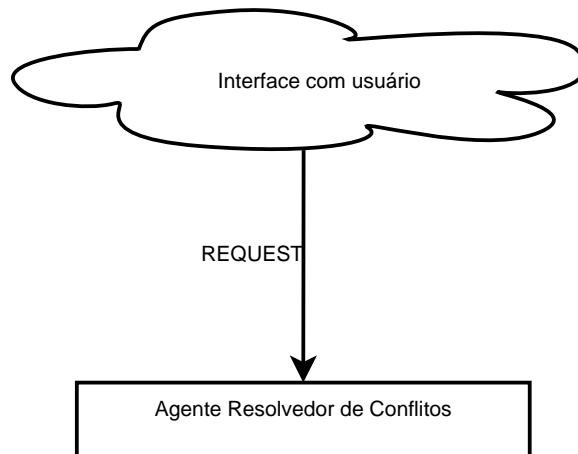 Interface com usuário
REQUEST
Agente Resolvedor de Conflitos